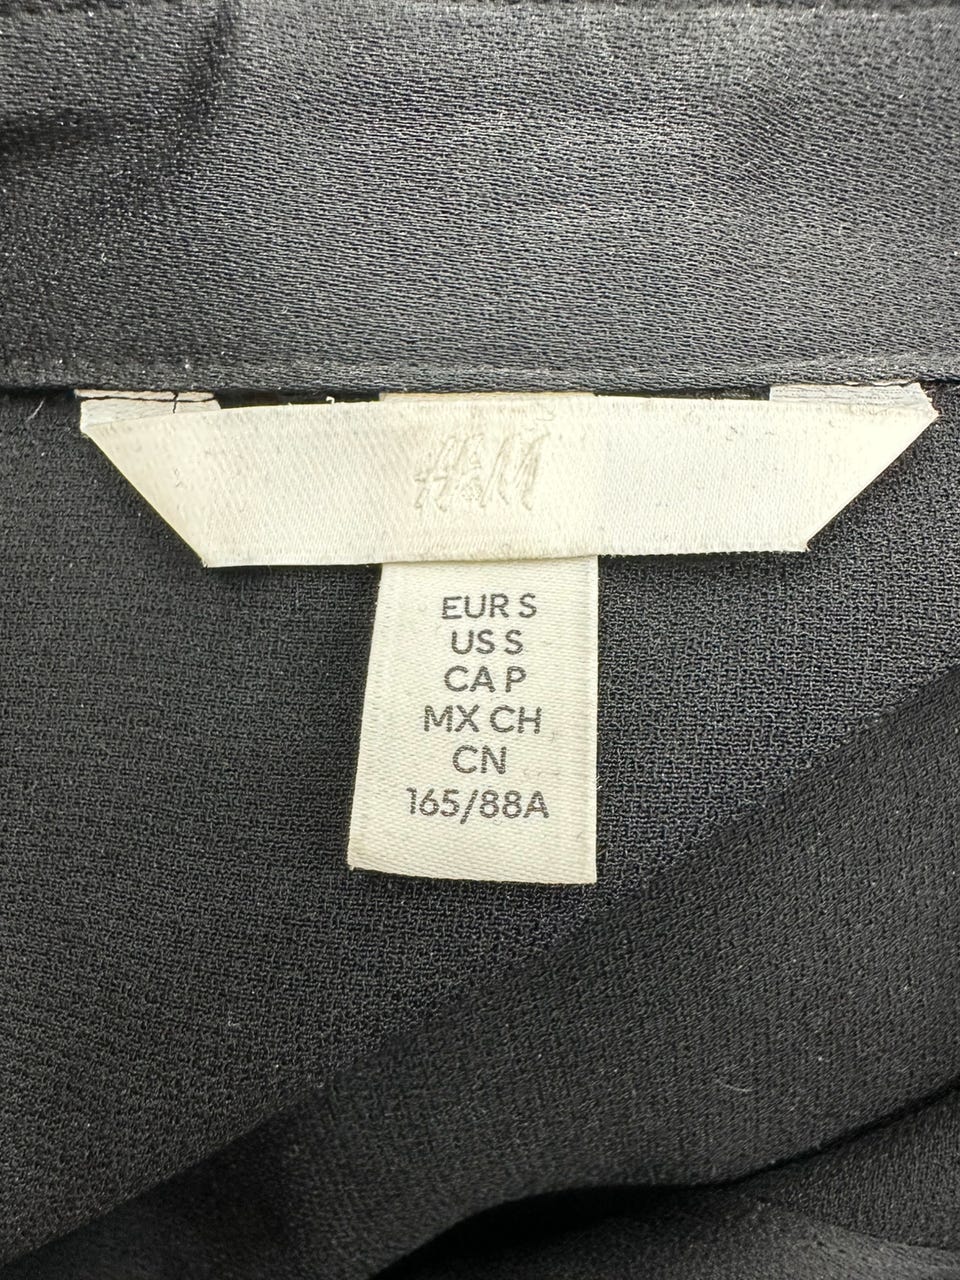 H&M
EUR S
US S
CA P
MX CH
CN
165/88A